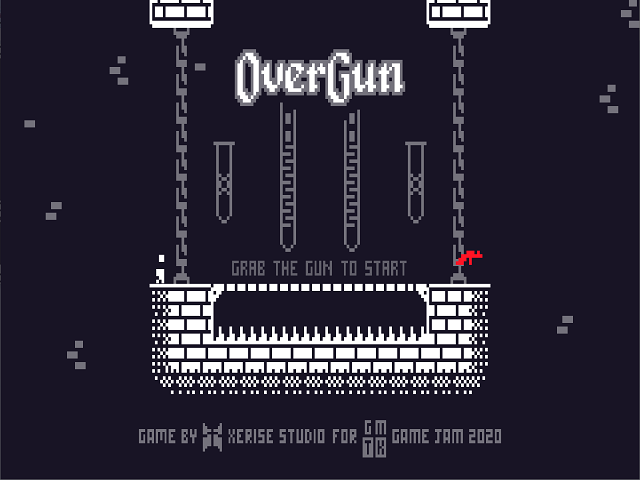 OverGun
GRAB THE GUN TO START
GAME BY XERISE STUDIO FOR GMTK GAME JAM 2020